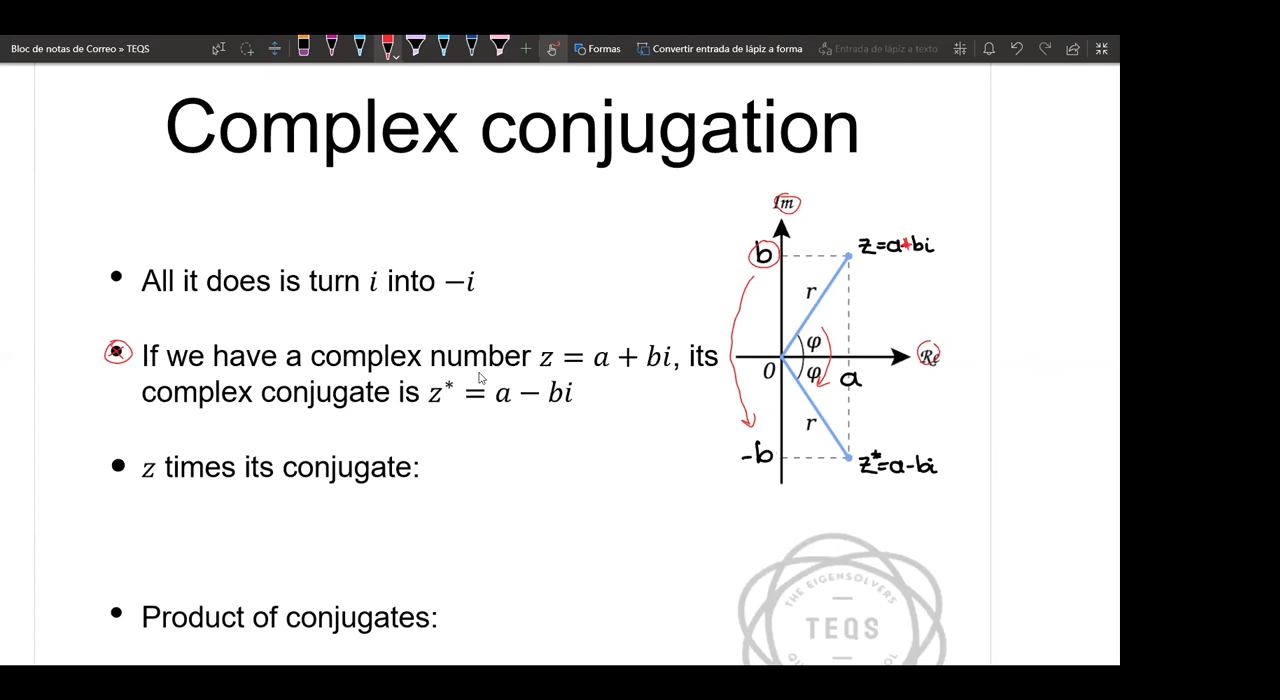 Bloc de notas de Correo » TEQS
Formas
Convertir entrada de lápiz a forma
Entrada de lápiz a texto
Complex conjugation
Im
b
z=a+bi
• All it does is turn i into −i
r
• If we have a complex number z = a + bi, its
complex conjugate is z* = a − bi
φ
Re
0
φ
a
r
• z times its conjugate:
-b
z*=a-bi
THE EIGENSOLVERS
TEQS
• Product of conjugates: